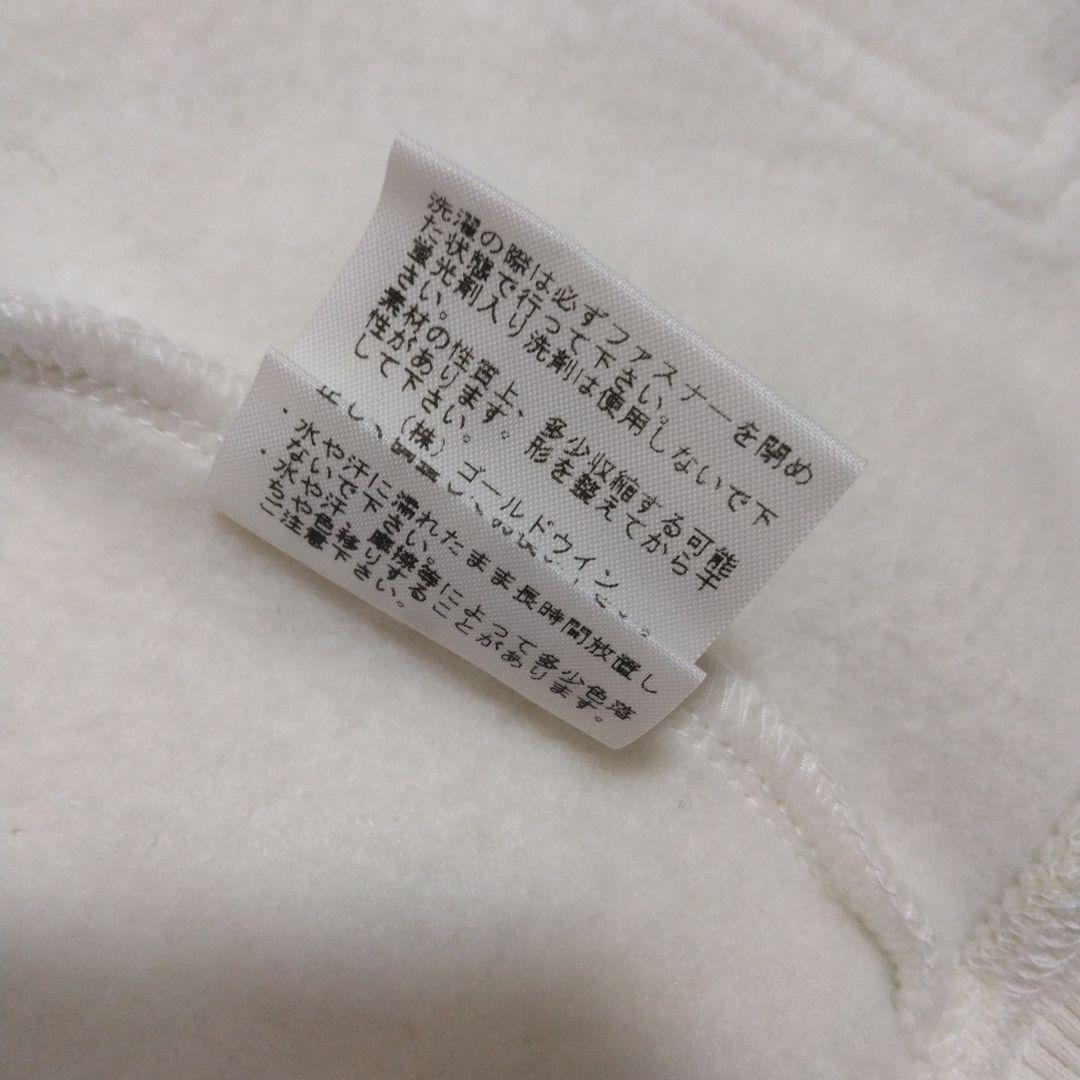 洗濯の際は必ずファスナーを閉め
た状態で行って下さい。
蛍光剤入り洗剤は使用しないで下
さい。
素材の性質上、多少収縮する可能
性があります。形を整えてから干
して下さい。
(株)ゴールドウイン
・水や汗に濡れたまま長時間放置し
ないで下さい。
・水や汗、摩擦等によって多少色落
ちや色移りすることがあります。
ご注意下さい。